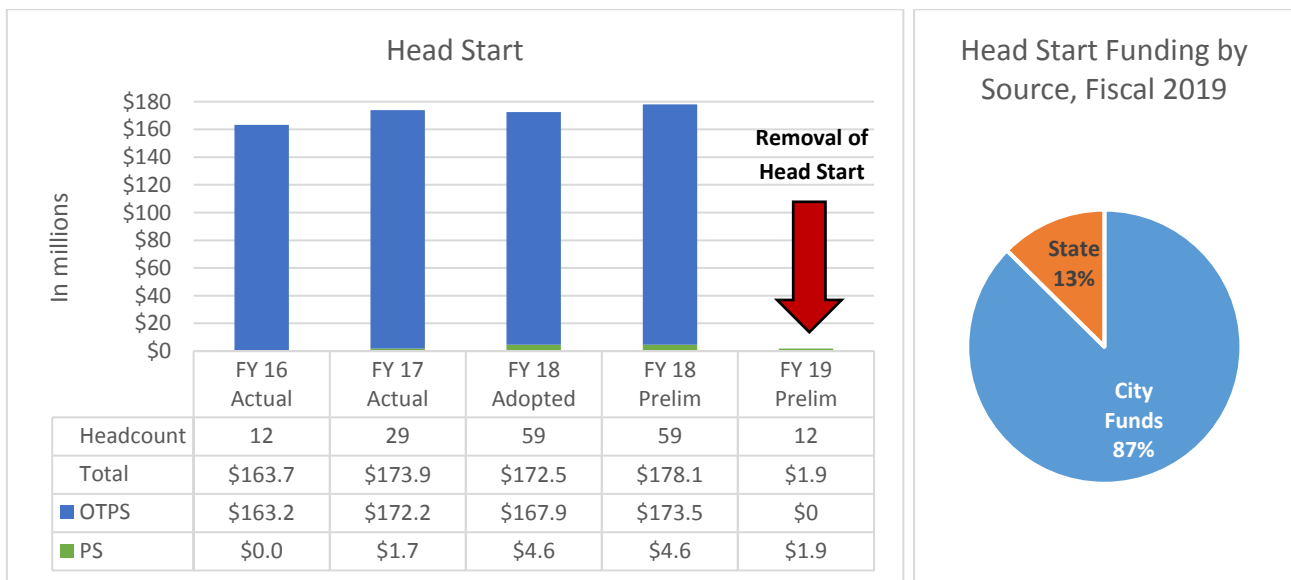 Head Start
$180
$160
$140
$120
$100
$80
$60
$40
$20
$0
In millions
Removal of
Head Start
FY 16 FY 17 FY 18 FY 18 FY 19
Actual Actual Adopted Prelim Prelim
Headcount 12 29 59 59 12
Total $163.7 $173.9 $172.5 $178.1 $1.9
OTPS $163.2 $172.2 $167.9 $173.5 $0
PS $0.0 $1.7 $4.6 $4.6 $1.9
Head Start Funding by
Source, Fiscal 2019
State
13%
City
Funds
87%